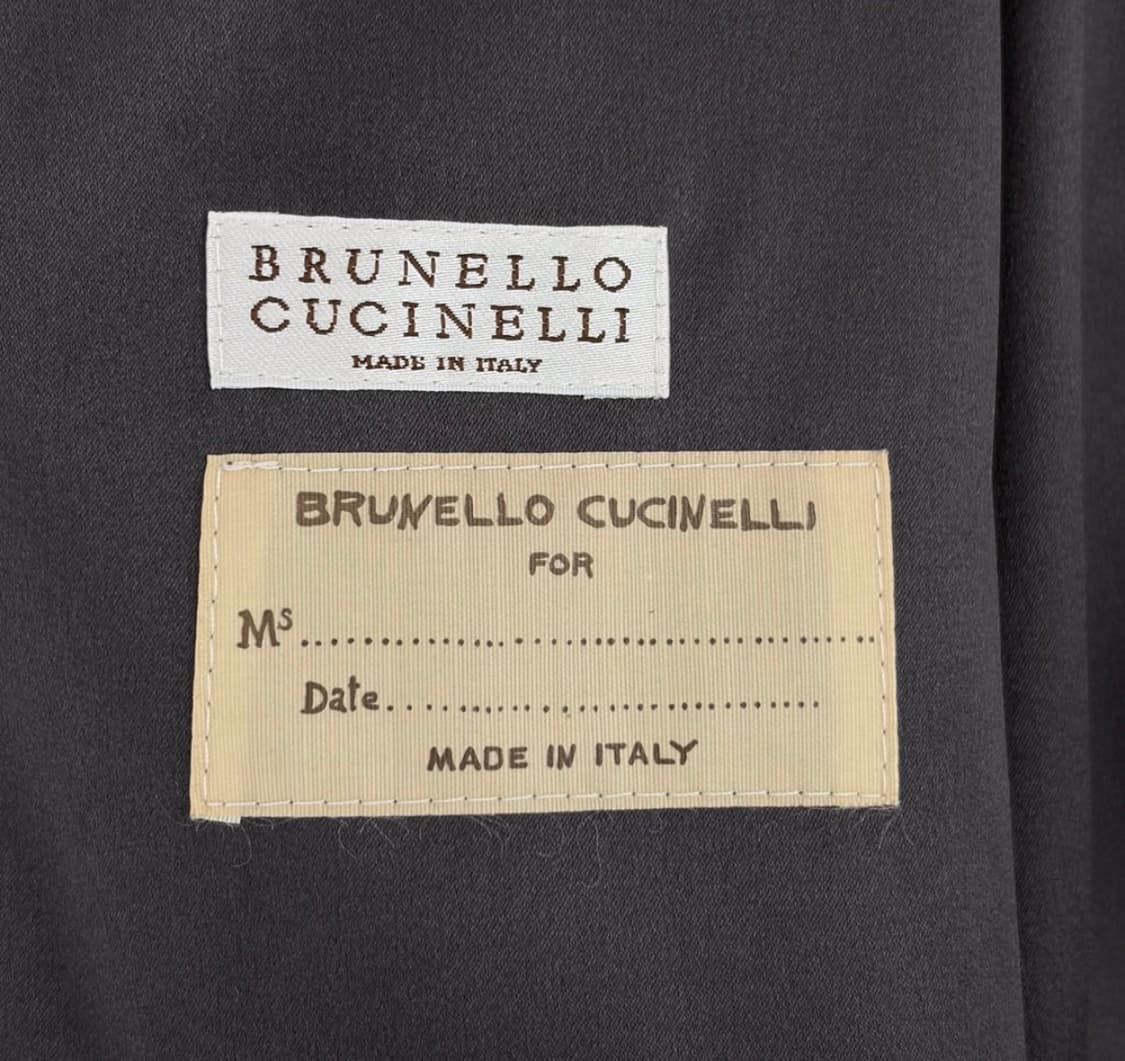 BRUNELLO
CUCINELLI
MADE IN ITALY
BRUNELLO CUCINELLI
FOR
Ms..............................................
Date..................................
MADE IN ITALY